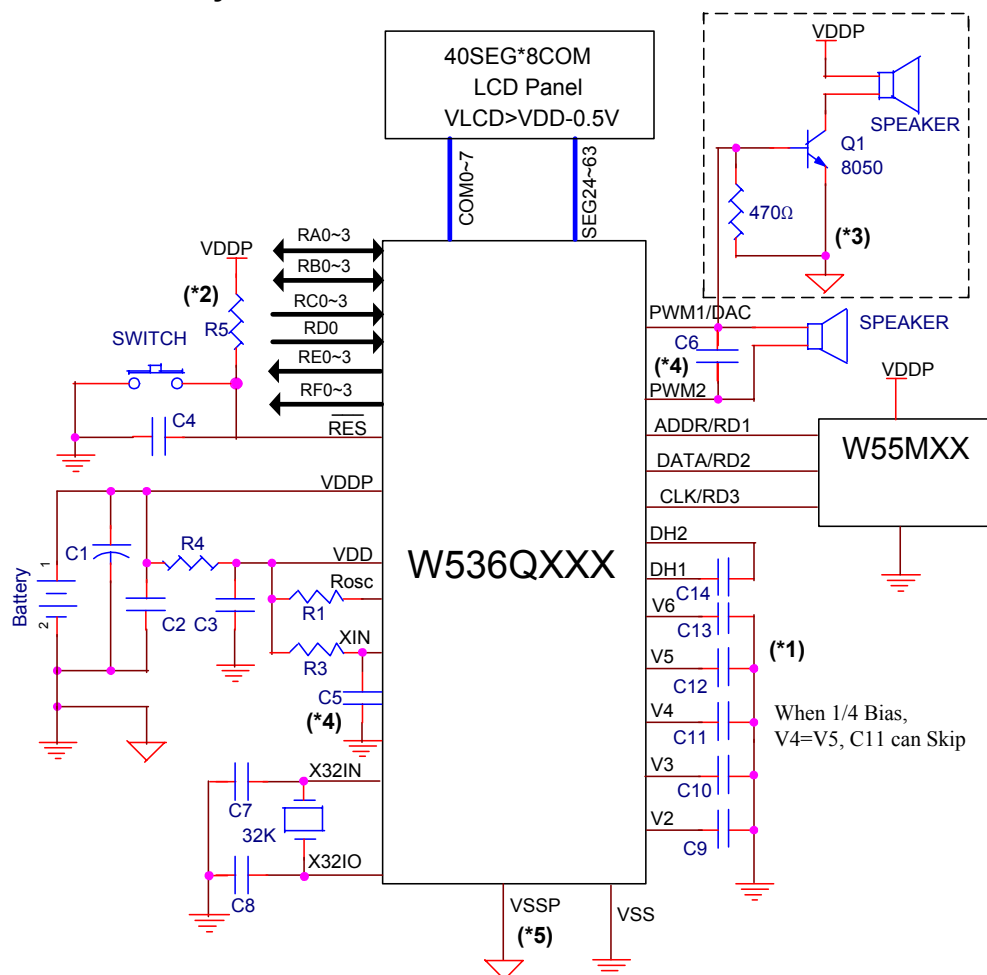 VDDP
40SEG*8COM
LCD Panel
VLCD>VDD-0.5V
SPEAKER
Q1
8050
470Ω
(*3)
COM0~7
SEG24~63
RA0~3
RB0~3
RC0~3
RD0
RE0~3
RF0~3
VDDP
(*2)
R5
SWITCH
C4
RES
PWM1/DAC
C6
(*4)
PWM2
SPEAKER
VDDP
ADDR/RD1
DATA/RD2
CLK/RD3
W55MXX
VDDP
C1
R4
VDD
Battery
1
2
C2
C3
Rosc
R1
XIN
R3
C5
(*4)
W536QXXX
DH2
DH1
C14
V6
C13
(*1)
V5
C12
V4
C11
When 1/4 Bias,
V4=V5, C11 can Skip
V3
C10
V2
C9
X32IN
C7
32K
X32IO
C8
VSSP
(*5)
VSS